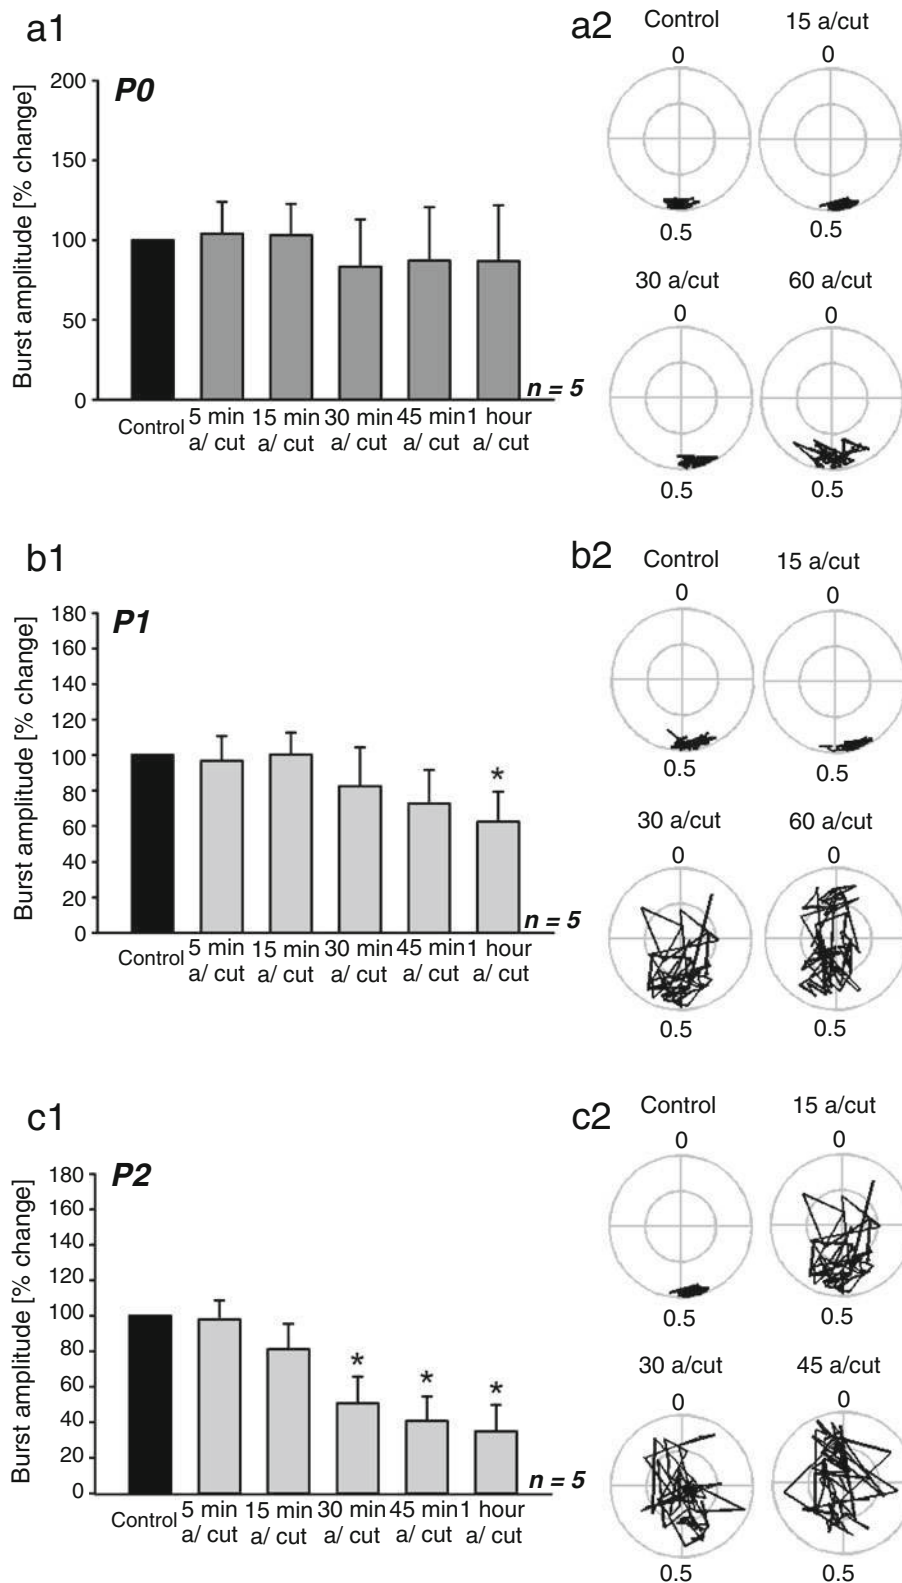 a1
P0
Burst amplitude [% change]
200
150
100
50
0
Control
5 min a/ cut
15 min a/ cut
30 min a/ cut
45 min a/ cut
1 hour a/ cut
n = 5
a2
Control
0
0.5
15 a/cut
0
0.5
30 a/cut
0
0.5
60 a/cut
0
0.5
b1
P1
Burst amplitude [% change]
180
160
140
120
100
80
60
40
20
0
*
Control
5 min a/ cut
15 min a/ cut
30 min a/ cut
45 min a/ cut
1 hour a/ cut
n = 5
b2
Control
0
0.5
15 a/cut
0
0.5
30 a/cut
0
0.5
60 a/cut
0
0.5
c1
P2
Burst amplitude [% change]
180
160
140
120
100
80
60
40
20
0
*
*
*
Control
5 min a/ cut
15 min a/ cut
30 min a/ cut
45 min a/ cut
1 hour a/ cut
n = 5
c2
Control
0
0.5
15 a/cut
0
0.5
30 a/cut
0
0.5
45 a/cut
0
0.5